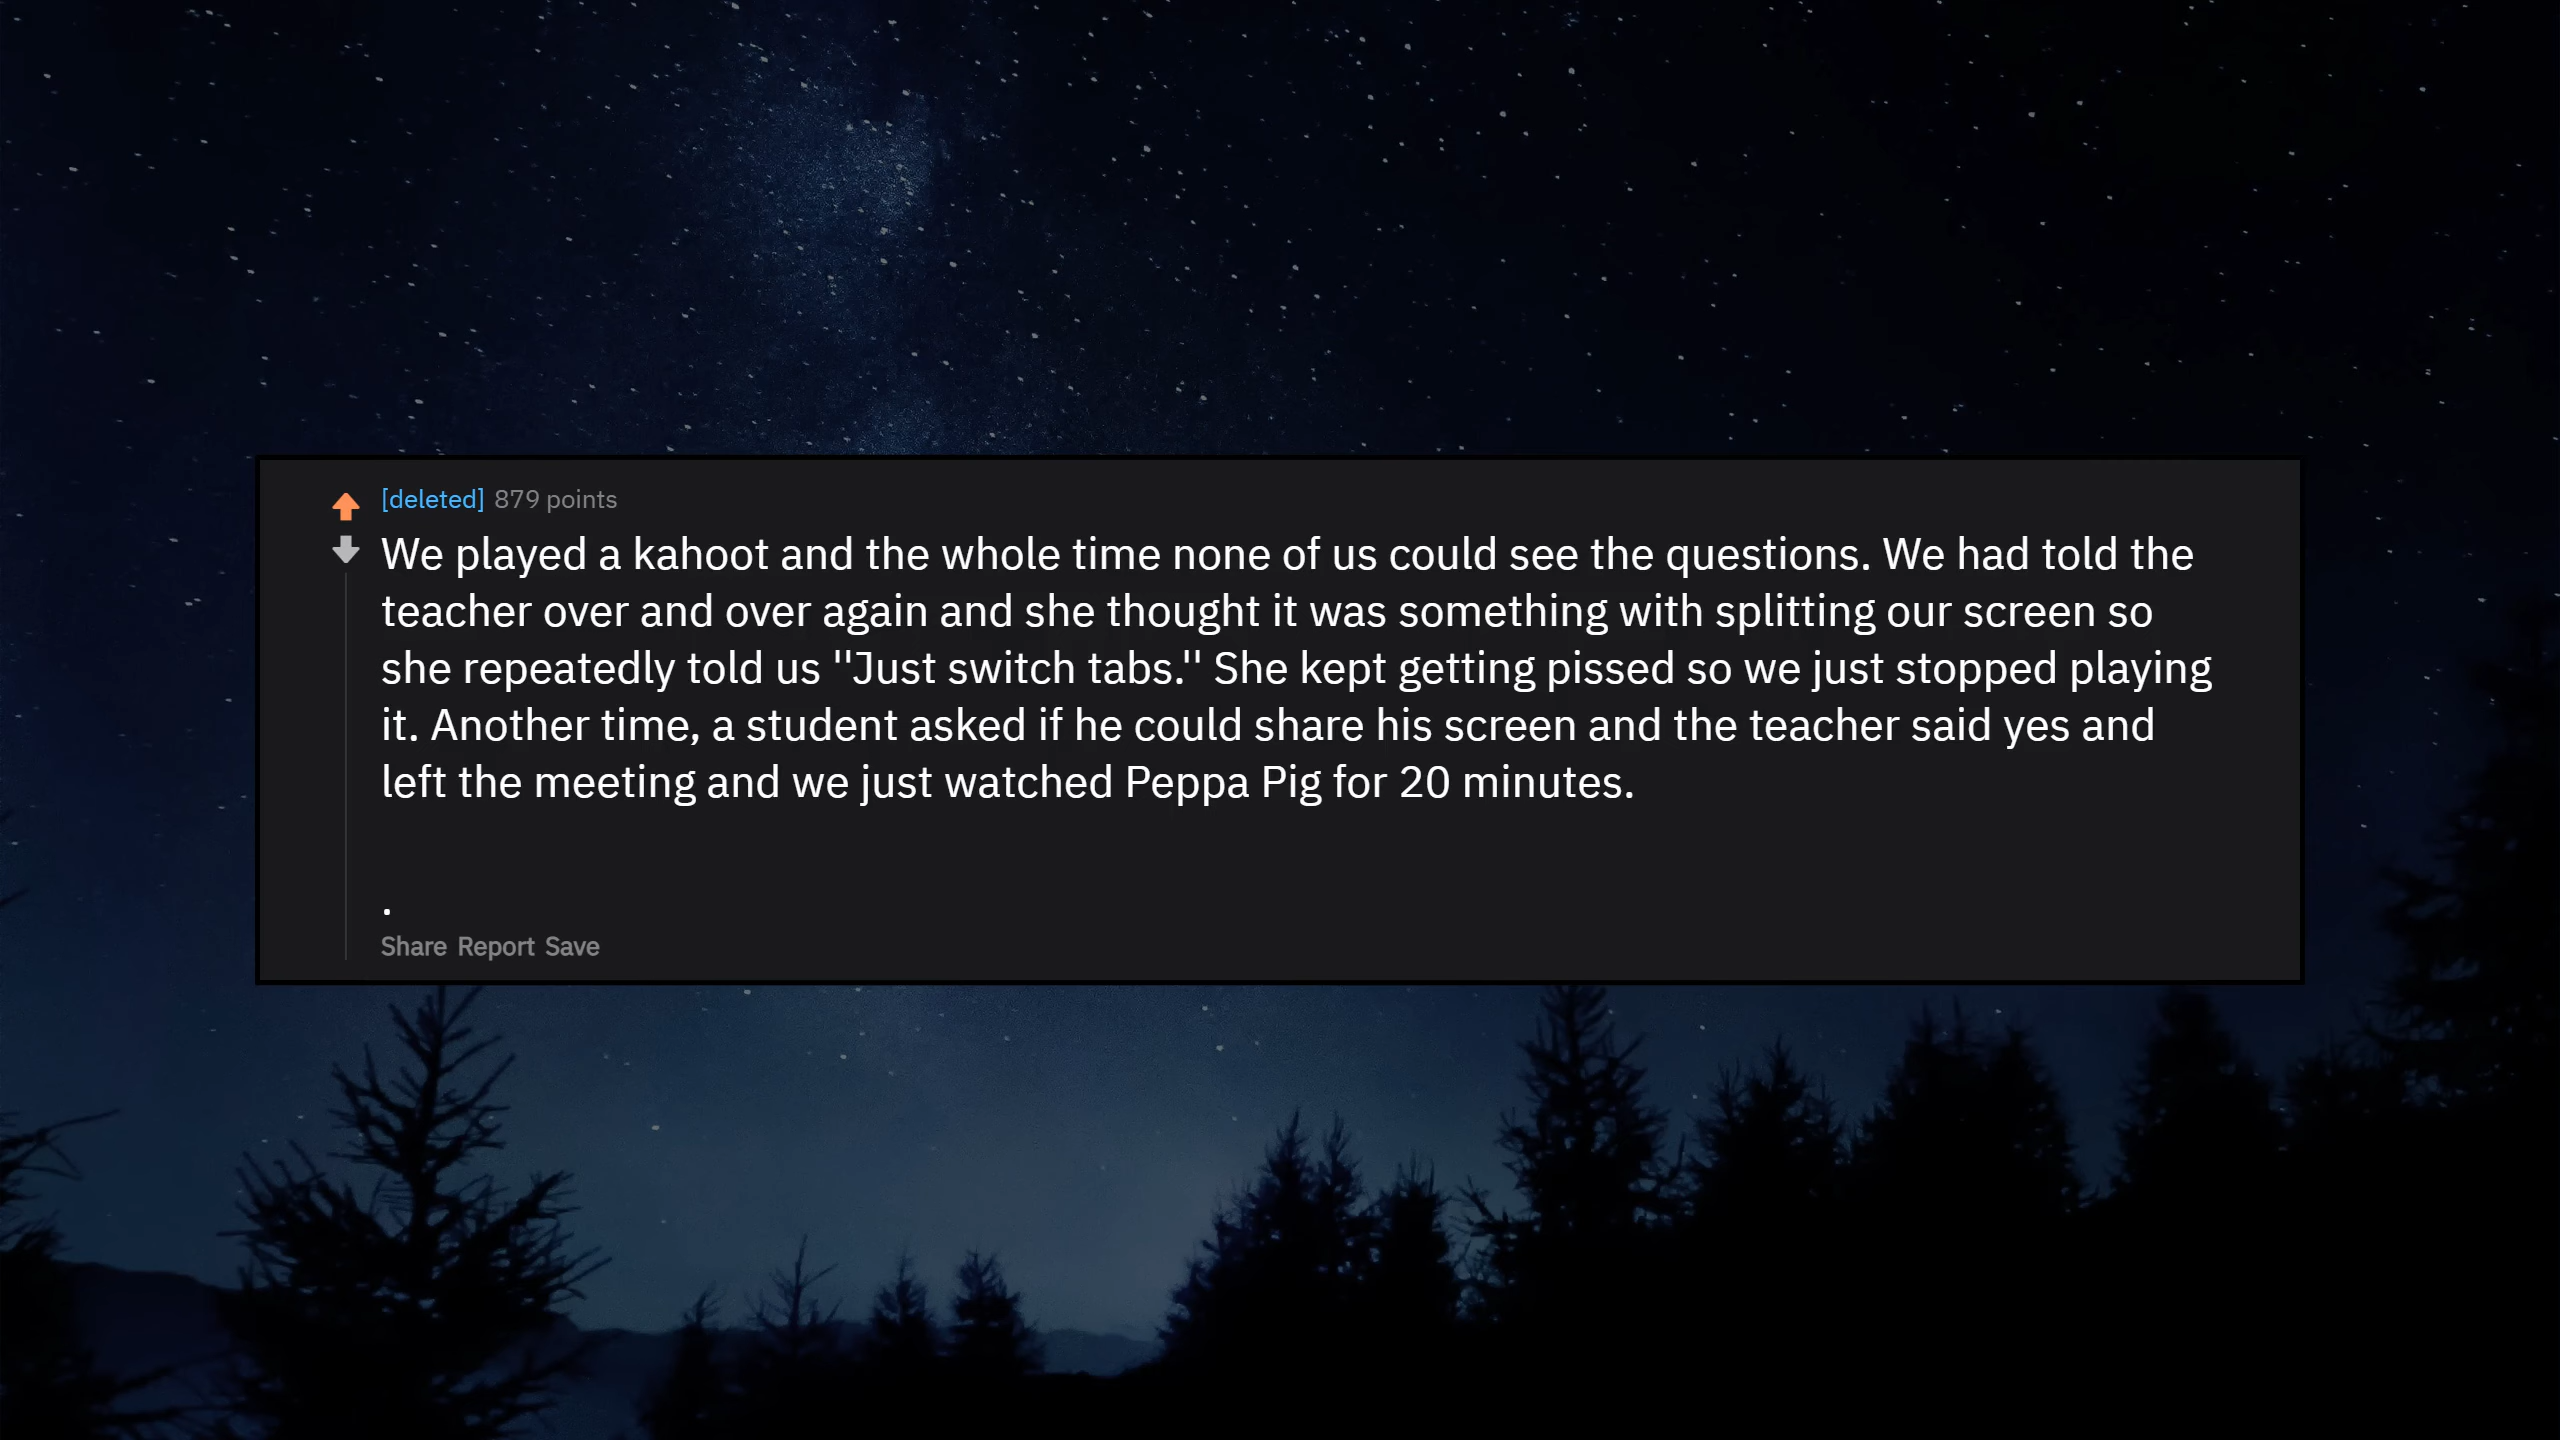 [deleted] 879 points
We played a kahoot and the whole time none of us could see the questions. We had told the
teacher over and over again and she thought it was something with splitting our screen so
she repeatedly told us "Just switch tabs." She kept getting pissed so we just stopped playing
it. Another time, a student asked if he could share his screen and the teacher said yes and
left the meeting and we just watched Peppa Pig for 20 minutes.
.
Share Report Save